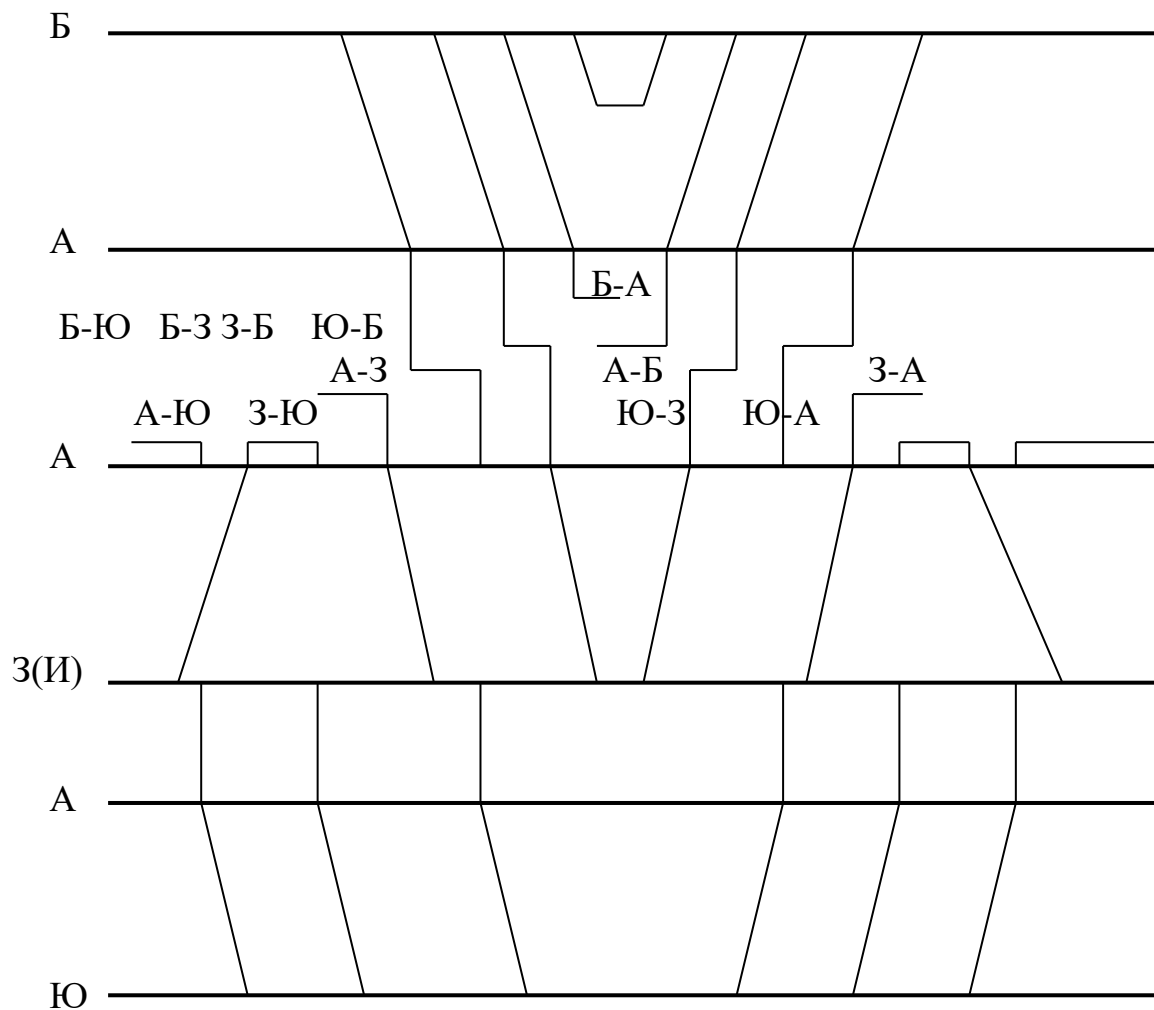 Б
А
Б-А
Б-Ю Б-З З-Б Ю-Б
А-З А-Б З-А
А-Ю З-Ю Ю-З Ю-А
А
З(И)
А
Ю